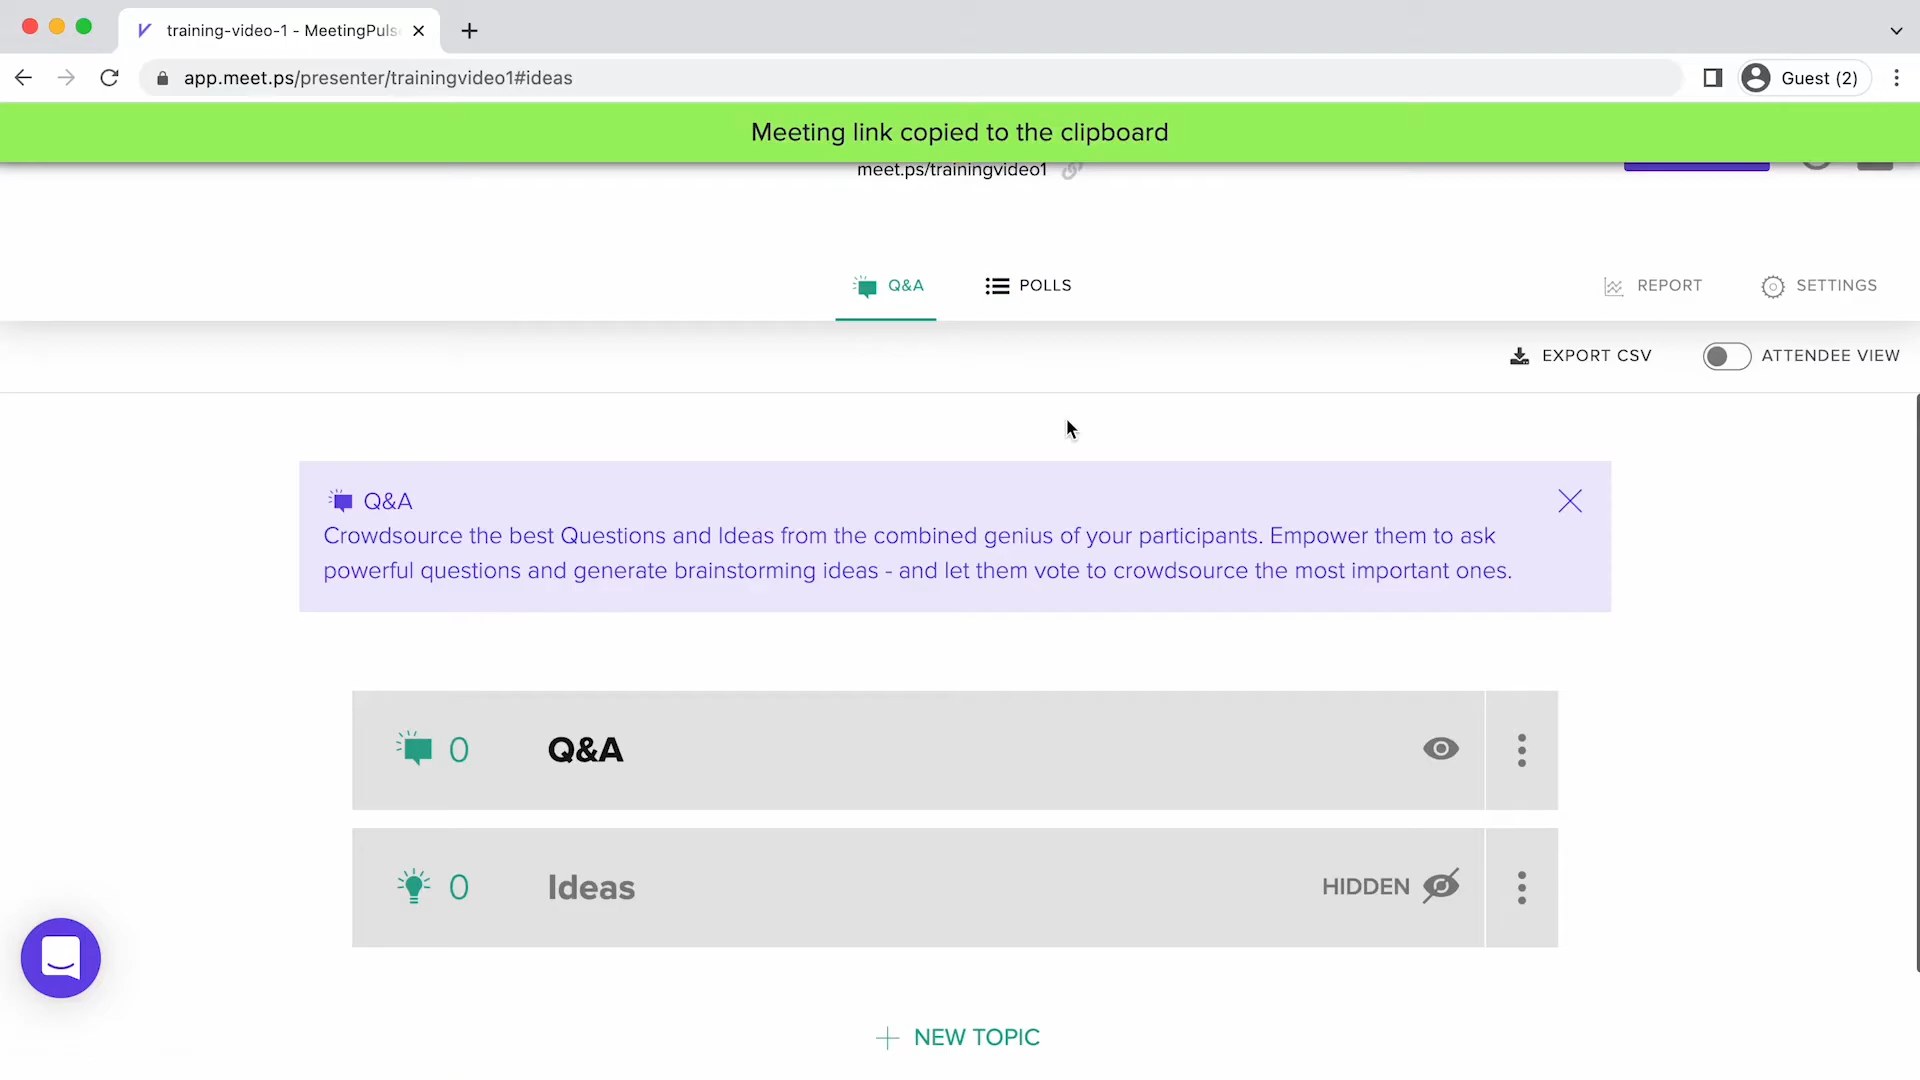 training-video-1 - MeetingPuls
app.meet.ps/presenter/trainingvideo1#ideas
Guest (2)
Meeting link copied to the clipboard
meet.ps/trainingvideo1
Q&A
POLLS
REPORT
SETTINGS
EXPORT CSV
ATTENDEE VIEW
Q&A
Crowdsource the best Questions and Ideas from the combined genius of your participants. Empower them to ask
powerful questions and generate brainstorming ideas - and let them vote to crowdsource the most important ones.
0 Q&A
0 Ideas HIDDEN
+ NEW TOPIC